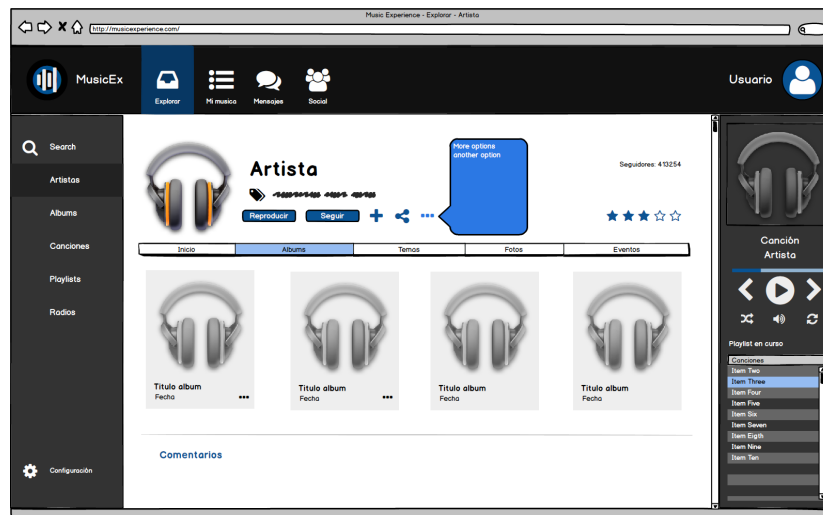 Music Experience - Explorar - Artista
http://musicexperience.com/
MusicEx
Explorar
Mi musica
Mensajes
Social
Usuario
Search
Artistas
Albums
Canciones
Playlists
Radios
Configuración
Artista
Reproducir
Seguir
More options
another option
Seguidores: 413254
Inicio
Albums
Temas
Fotos
Eventos
Titulo album
Fecha
Titulo album
Fecha
Titulo album
Fecha
Titulo album
Fecha
Comentarios
Canción
Artista
Playlist en curso
Canciones
Item Two
Item Three
Item Four
Item Five
Item Six
Item Seven
Item Eigth
Item Nine
Item Ten